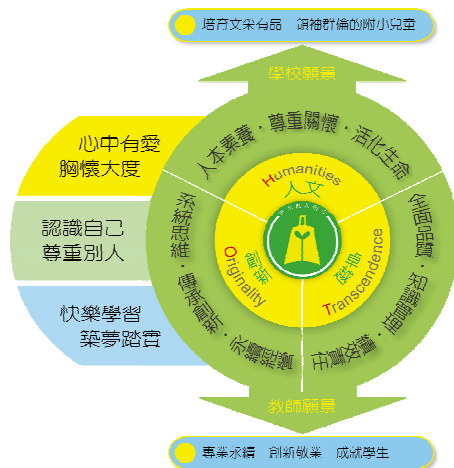 培育文采有品　領袖群倫的附小兒童
學校願景
人本素養・尊重關懷・活化生命
心中有愛
胸懷大度
Humanities
人文
認識自己
尊重別人
系統思維・傳承創新・永續經營
Originality
創新
卓越
Transcendence
全面品質・知識管理・績效責任
快樂學習
築夢踏實
教師願景
專業永續　創新敬業　成就學生